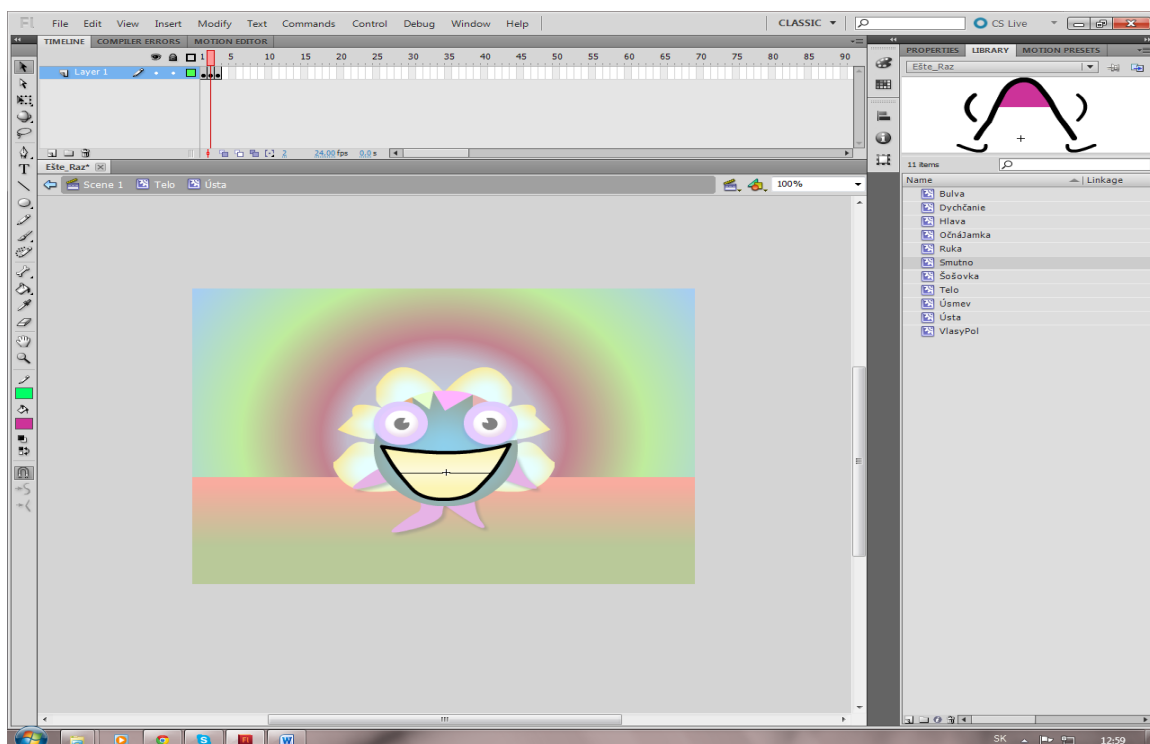 Fl File Edit View Insert Modify Text Commands Control Debug Window Help CLASSIC CS Live
TIMELINE COMPILER ERRORS MOTION EDITOR
1 5 10 15 20 25 30 35 40 45 50 55 60 65 70 75 80 85 90
Layer 1
2 24.00 fps 0.0 s
Ešte_Raz*
Scene 1 Telo Ústa 100%
PROPERTIES LIBRARY MOTION PRESETS
Ešte_Raz
11 items
Name Linkage
Bulva
Dychčanie
Hlava
OčnáJamka
Ruka
Smutno
Šošovka
Telo
Úsmev
Ústa
VlasyPol
T
S Fl W
SK 12:59